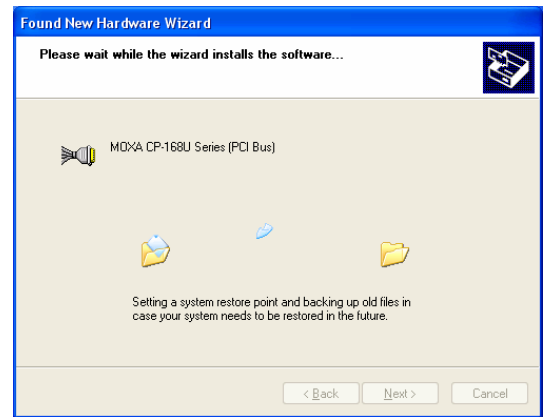 Found New Hardware Wizard
Please wait while the wizard installs the software...
MOXA CP-168U Series (PCI Bus)
Setting a system restore point and backing up old files in
case your system needs to be restored in the future.
< Back
Next >
Cancel